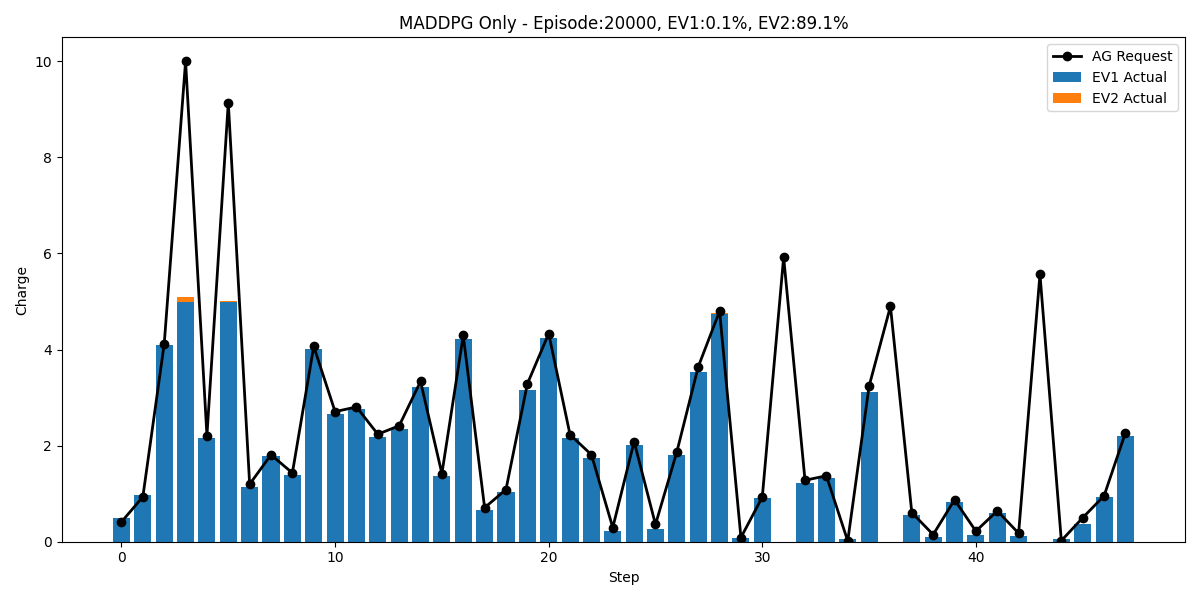 MADDPG Only - Episode:20000, EV1:0.1%, EV2:89.1%
AG Request
EV1 Actual
EV2 Actual
Charge
10
8
6
4
2
0
0 10 20 30 40
Step